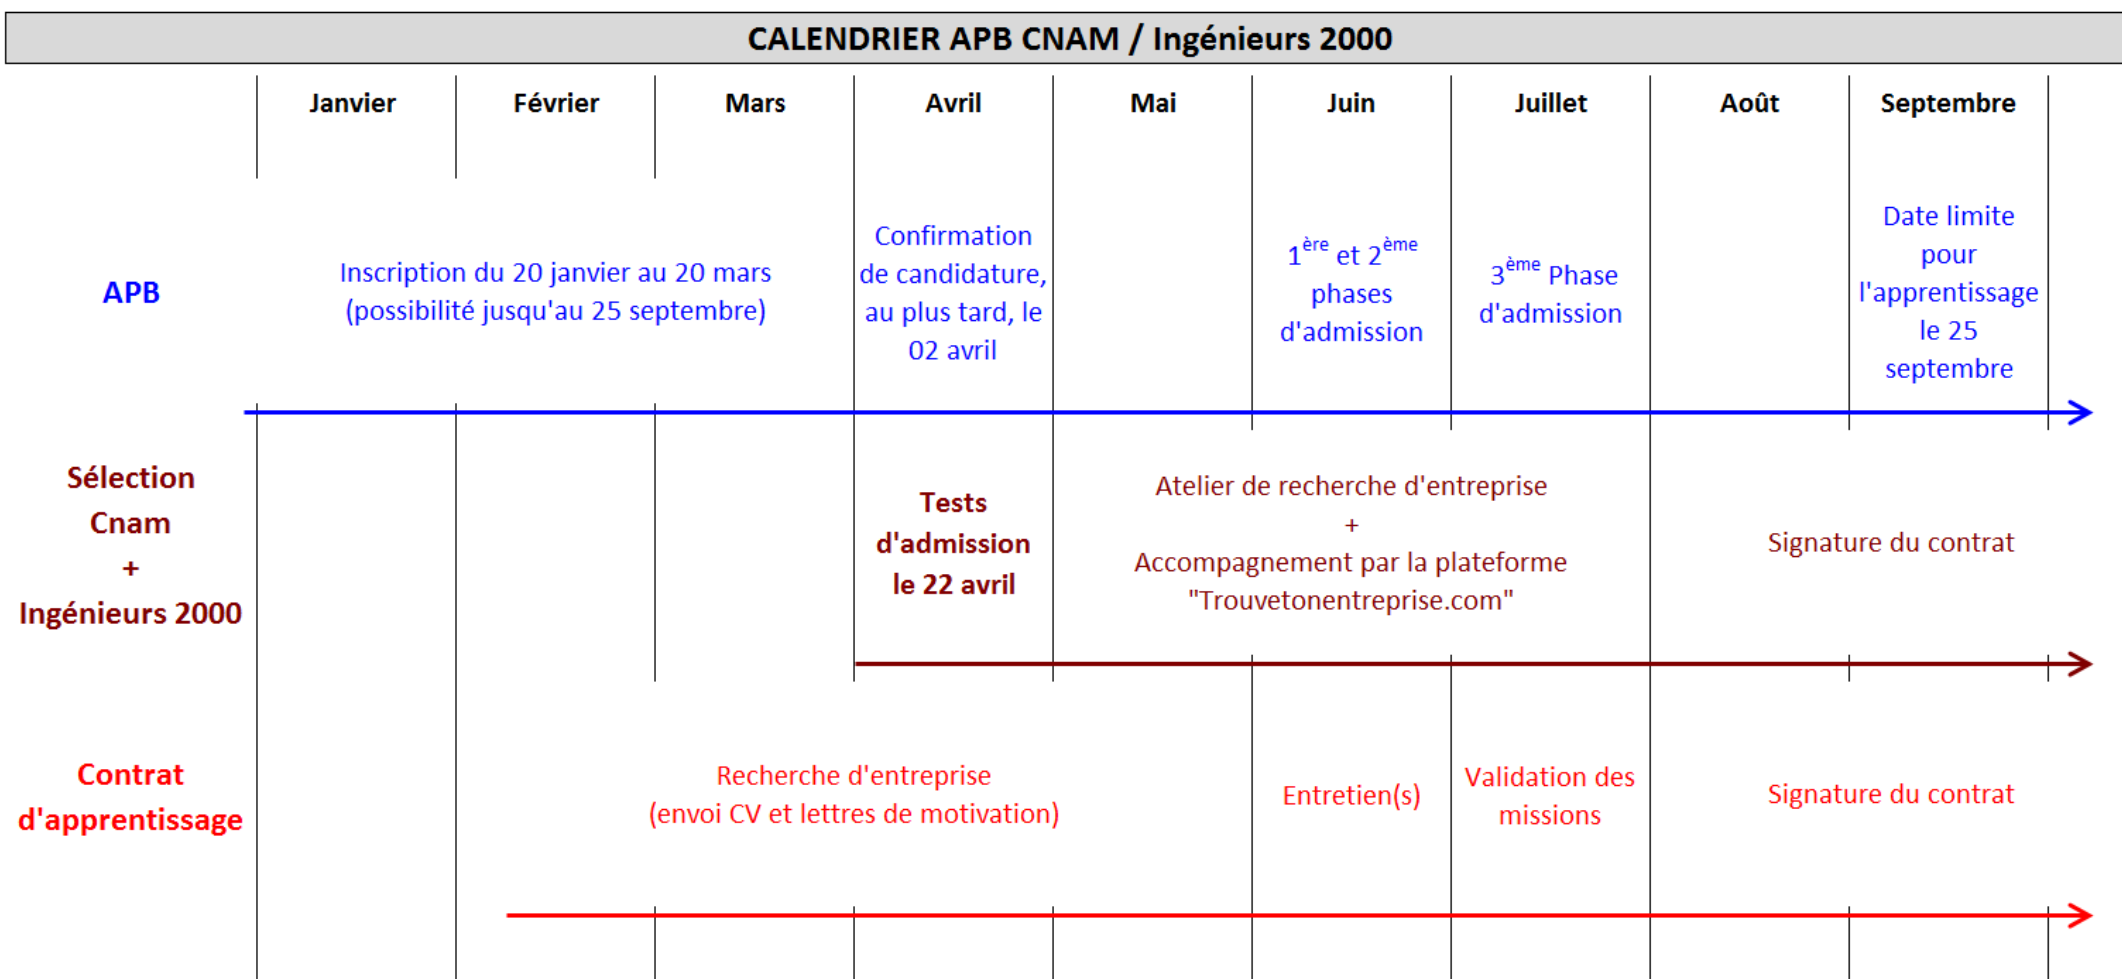 CALENDRIER APB CNAM / Ingénieurs 2000
Janvier
Février
Mars
Avril
Mai
Juin
Juillet
Août
Septembre
APB
Inscription du 20 janvier au 20 mars
(possibilité jusqu'au 25 septembre)
Confirmation
de candidature,
au plus tard, le
02 avril
1ère et 2ème
phases
d'admission
3ème Phase
d'admission
Date limite
pour
l'apprentissage
le 25
septembre
Sélection
Cnam
+
Ingénieurs 2000
Tests
d'admission
le 22 avril
Atelier de recherche d'entreprise
+
Accompagnement par la plateforme
"Trouvetonentreprise.com"
Signature du contrat
Contrat
d'apprentissage
Recherche d'entreprise
(envoi CV et lettres de motivation)
Entretien(s)
Validation des
missions
Signature du contrat